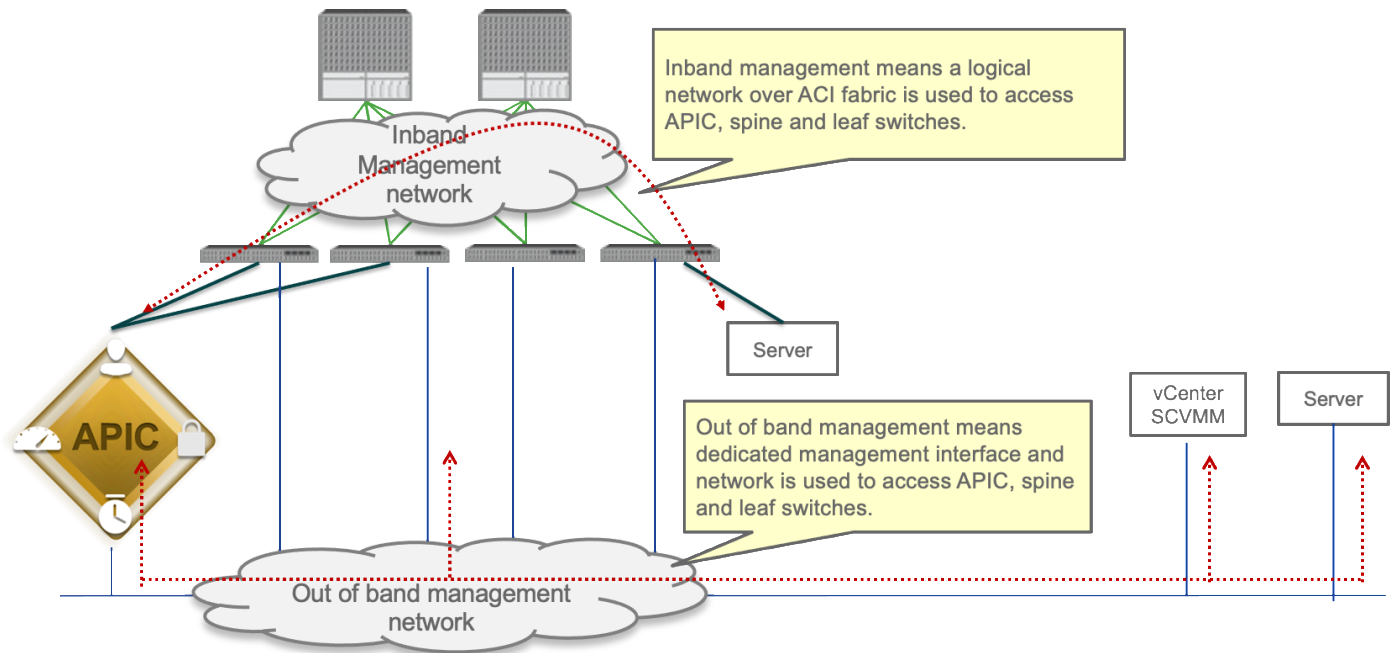 Inband
Management
network
Inband management means a logical
network over ACI fabric is used to access
APIC, spine and leaf switches.
Server
APIC
Out of band management means
dedicated management interface and
network is used to access APIC, spine
and leaf switches.
vCenter
SCVMM
Server
Out of band management
network